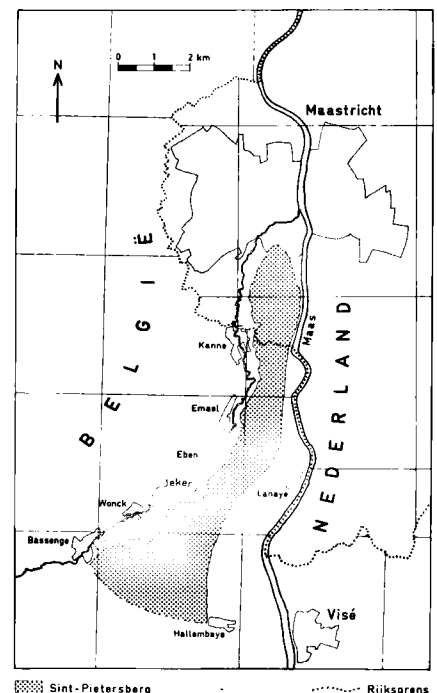 N
0 1 2 km
Maastricht
BELGIË
NEDERLAND
Maas
Kanne
Emael
Eben
Jeker
Lanaye
Wonck
Bassenge
Visé
Hallembaye
Sint-Pietersberg
Rijksgrens